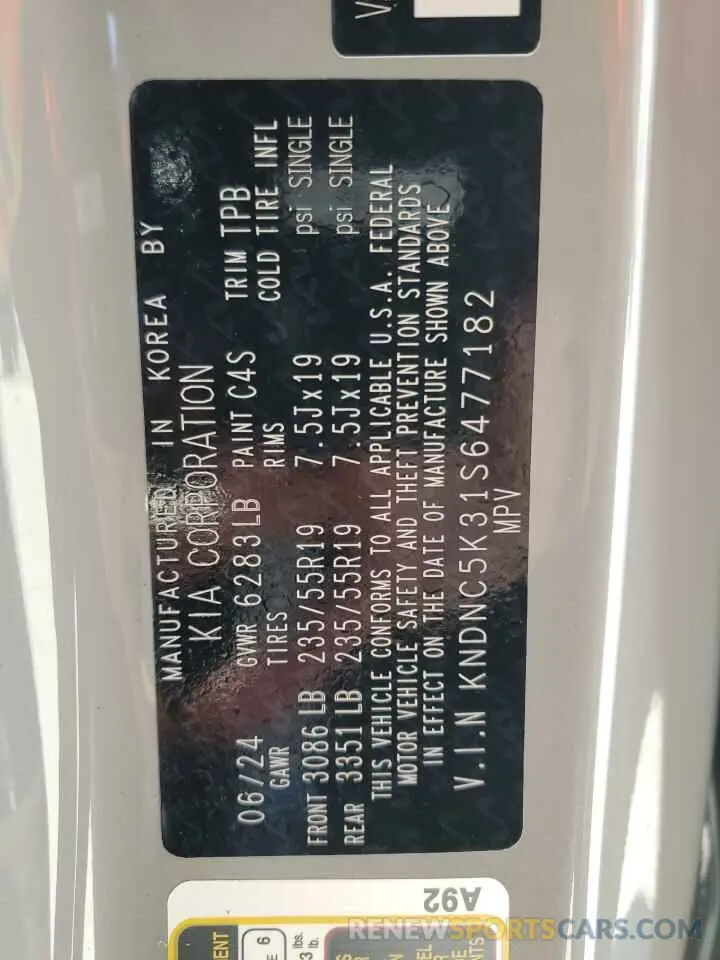 MANUFACTURED IN KOREA BY
KIA CORPORATION
06/24 GVWR 6283LB PAINT C4S TRIM TPB
GAWR TIRES RIMS COLD TIRE INFL
FRONT 3086 LB 235/55R19 7.5Jx19 psi SINGLE
REAR 3351 LB 235/55R19 7.5Jx19 psi SINGLE
THIS VEHICLE CONFORMS TO ALL APPLICABLE U.S.A. FEDERAL
MOTOR VEHICLE SAFETY AND THEFT PREVENTION STANDARDS
IN EFFECT ON THE DATE OF MANUFACTURE SHOWN ABOVE
V.I.N KNDNC5K31S6477182
MPV
A92
RENEWSPORTSCARS.COM